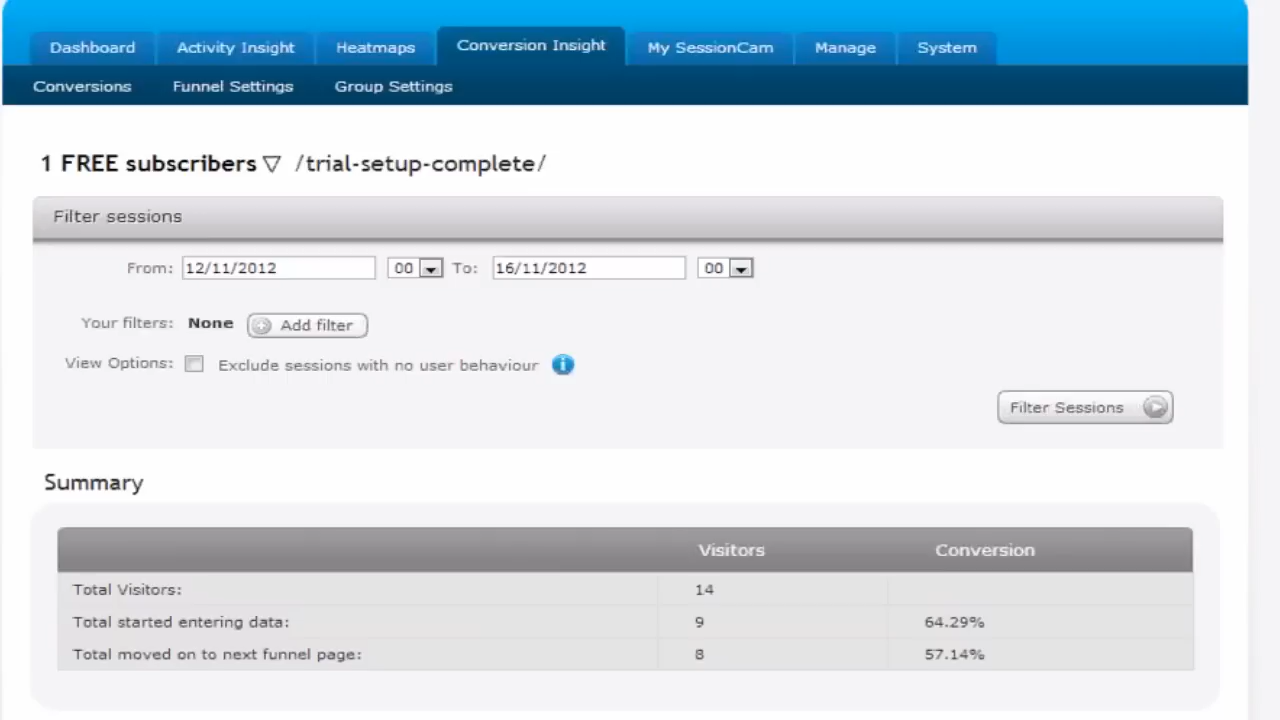 Dashboard Activity Insight Heatmaps Conversion Insight My SessionCam Manage System
Conversions Funnel Settings Group Settings
1 FREE subscribers ▽ /trial-setup-complete/
Filter sessions
From: 12/11/2012 00 To: 16/11/2012 00
Your filters: None Add filter
View Options: Exclude sessions with no user behaviour i
Filter Sessions
Summary
Visitors Conversion
Total Visitors: 14
Total started entering data: 9 64.29%
Total moved on to next funnel page: 8 57.14%